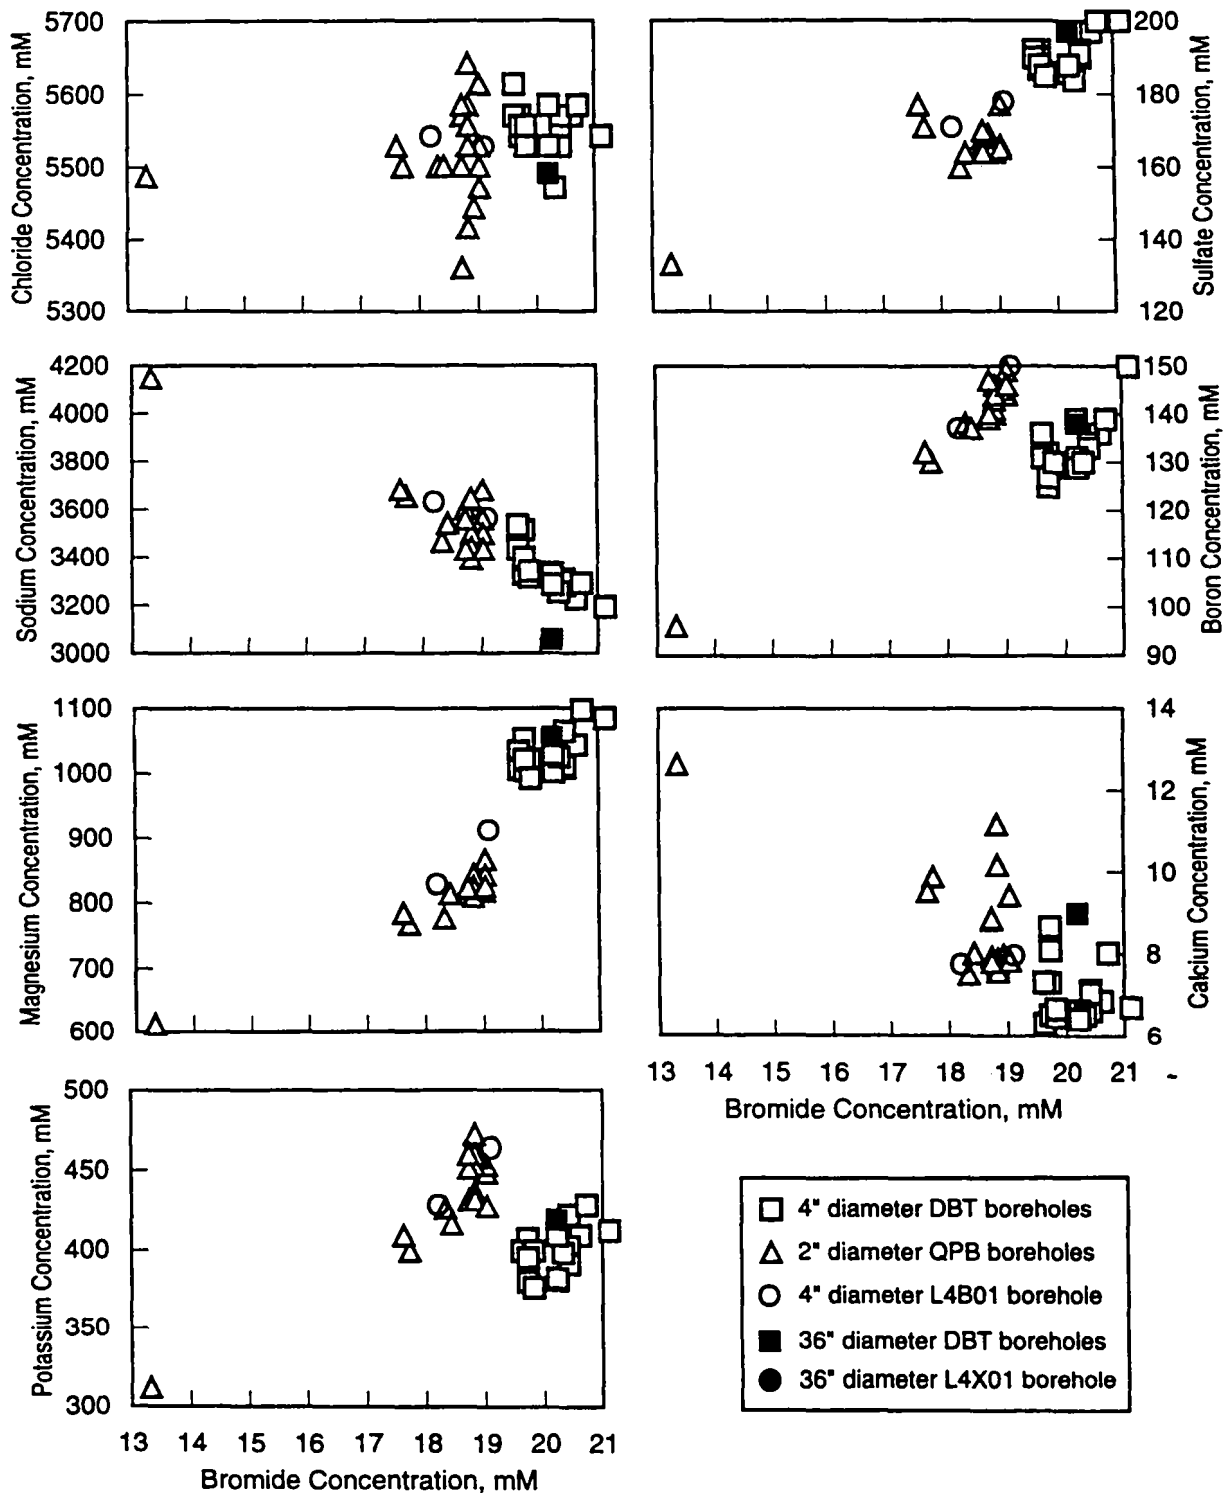 5700
5600
5500
5400
5300
Chloride Concentration, mM
200
180
160
140
120
Sulfate Concentration, mM
4200
4000
3800
3600
3400
3200
3000
Sodium Concentration, mM
150
140
130
120
110
100
90
Boron Concentration, mM
1100
1000
900
800
700
600
Magnesium Concentration, mM
14
12
10
8
6
Calcium Concentration, mM
13 14 15 16 17 18 19 20 21
Bromide Concentration, mM
500
450
400
350
300
Potassium Concentration, mM
13 14 15 16 17 18 19 20 21
Bromide Concentration, mM
4" diameter DBT boreholes
2" diameter QPB boreholes
4" diameter L4B01 borehole
36" diameter DBT boreholes
36" diameter L4X01 borehole